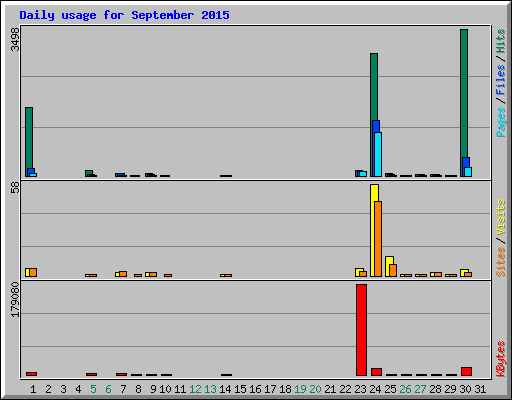 Daily usage for September 2015
3498
58
179080
Pages / Files / Hits
Sites / Visits
KBytes
1 2 3 4 5 6 7 8 9 10 11 12 13 14 15 16 17 18 19 20 21 22 23 24 25 26 27 28 29 30 31